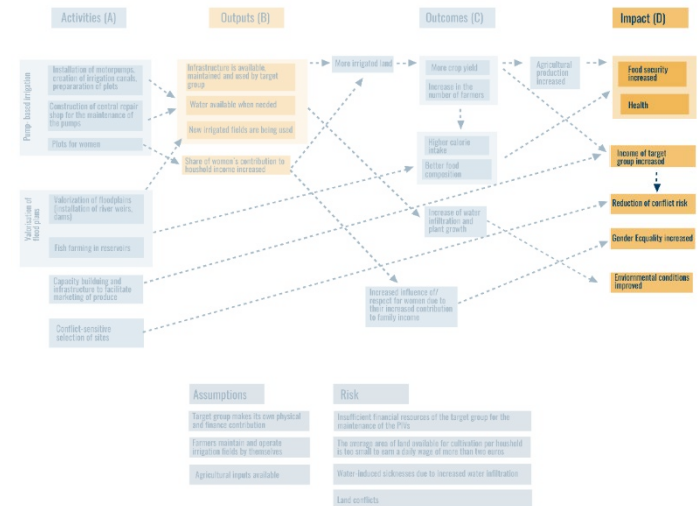 Activities (A)
Outputs (B)
Outcomes (C)
Impact (D)
Pump-based irrigation
Installation of motorpumps,
creation of irrigation canals,
prepararation of plots
Construction of central repair
shop for the maintenance of
the pumps
Plots for women
Valorisation of
flood plains
Valorization of floodplains
(installation of river weirs,
dams)
Fish farming in reservoirs
Capacity building and
infrastructure to facilitate
marketing of produce
Conflict-sensitive
selection of sites
Infrastructure is available,
maintained and used by target
group
Water available when needed
New irrigated fields are being used
Share of women's contribution to
household income increased
More irrigated land
More crop yield
Increase in the
number of farmers
Higher calorie
intake
Better food
composition
Increase of water
infiltration and
plant growth
Increased influence of/
respect for women due to
their increased contribution
to family income
Agricultural
production
increased
Food security
increased
Health
Income of target
group increased
Reduction of conflict risk
Gender Eequality increased
Enviornmental conditions
improved
Assumptions
Target group makes its own physical
and finance contribution
Farmers maintain and operate
irrigation fields by themselves
Agricultural inputs available
Risk
Insufficient financial resources of the target group for the
maintenance of the
The average area of land available for cultivation per houshold
is too small to earn a daily wage of more than two euros
Water-induced sicknesses due to increased water infiltration
Land conflicts